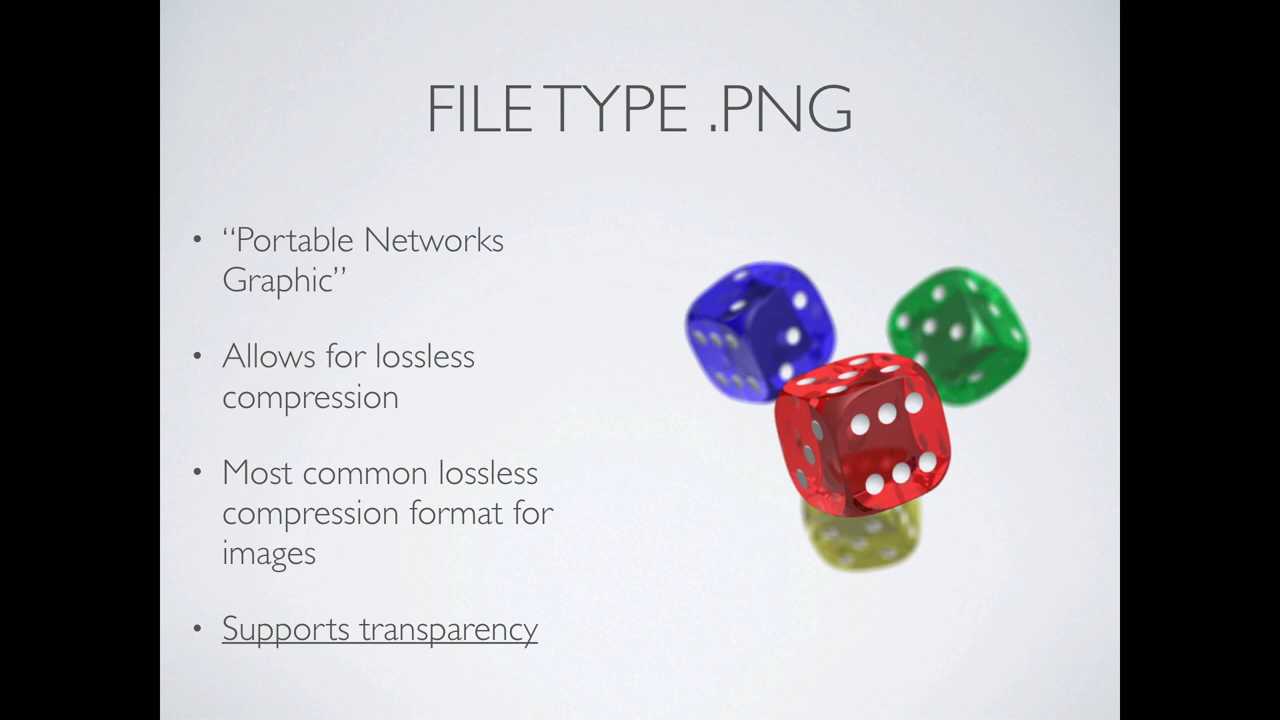 FILE TYPE .PNG
• “Portable Networks
Graphic”
• Allows for lossless
compression
• Most common lossless
compression format for
images
• Supports transparency